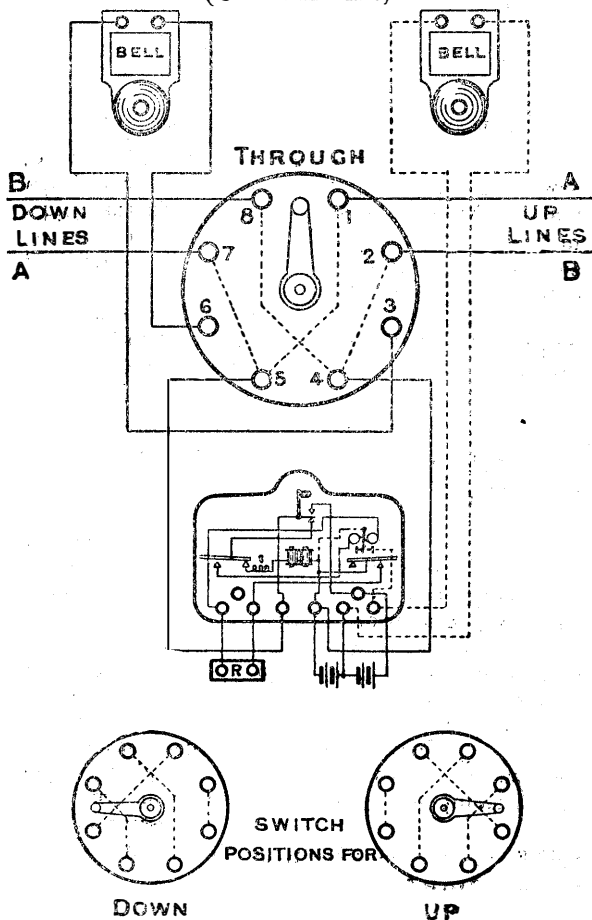 BELL
BELL
THROUGH
B
A
DOWN
LINES
UP
LINES
A
B
8
1
7
2
6
3
5
4
R
SWITCH
POSITIONS FOR
DOWN
UP